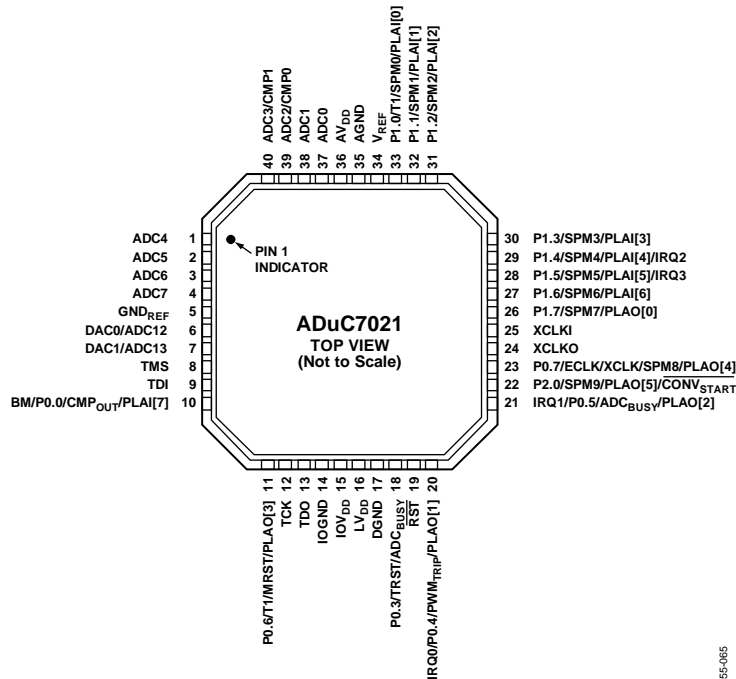 40 ADC3/CMP1
39 ADC2/CMP0
38 ADC1
37 ADC0
36 AVDD
35 AGND
34 VREF
33 P1.0/T1/SPM0/PLAI[0]
32 P1.1/SPM1/PLAI[1]
31 P1.2/SPM2/PLAI[2]
ADC4 1
ADC5 2
ADC6 3
ADC7 4
GNDREF 5
DAC0/ADC12 6
DAC1/ADC13 7
TMS 8
TDI 9
BM/P0.0/CMPOUT/PLAI[7] 10
PIN 1
INDICATOR
ADuC7021
TOP VIEW
(Not to Scale)
30 P1.3/SPM3/PLAI[3]
29 P1.4/SPM4/PLAI[4]/IRQ2
28 P1.5/SPM5/PLAI[5]/IRQ3
27 P1.6/SPM6/PLAI[6]
26 P1.7/SPM7/PLAO[0]
25 XCLKI
24 XCLKO
23 P0.7/ECLK/XCLK/SPM8/PLAO[4]
22 P2.0/SPM9/PLAO[5]/CONVSTART
21 IRQ1/P0.5/ADCBUSY/PLAO[2]
P0.6/T1/MRST/PLAO[3] 11
TCK 12
TDO 13
IOGND 14
IOVDD 15
LVDD 16
DGND 17
P0.3/TRST/ADCBUSY 18
RST 19
IRQ0/P0.4/PWMTRIP/PLAO[1] 20
55-065